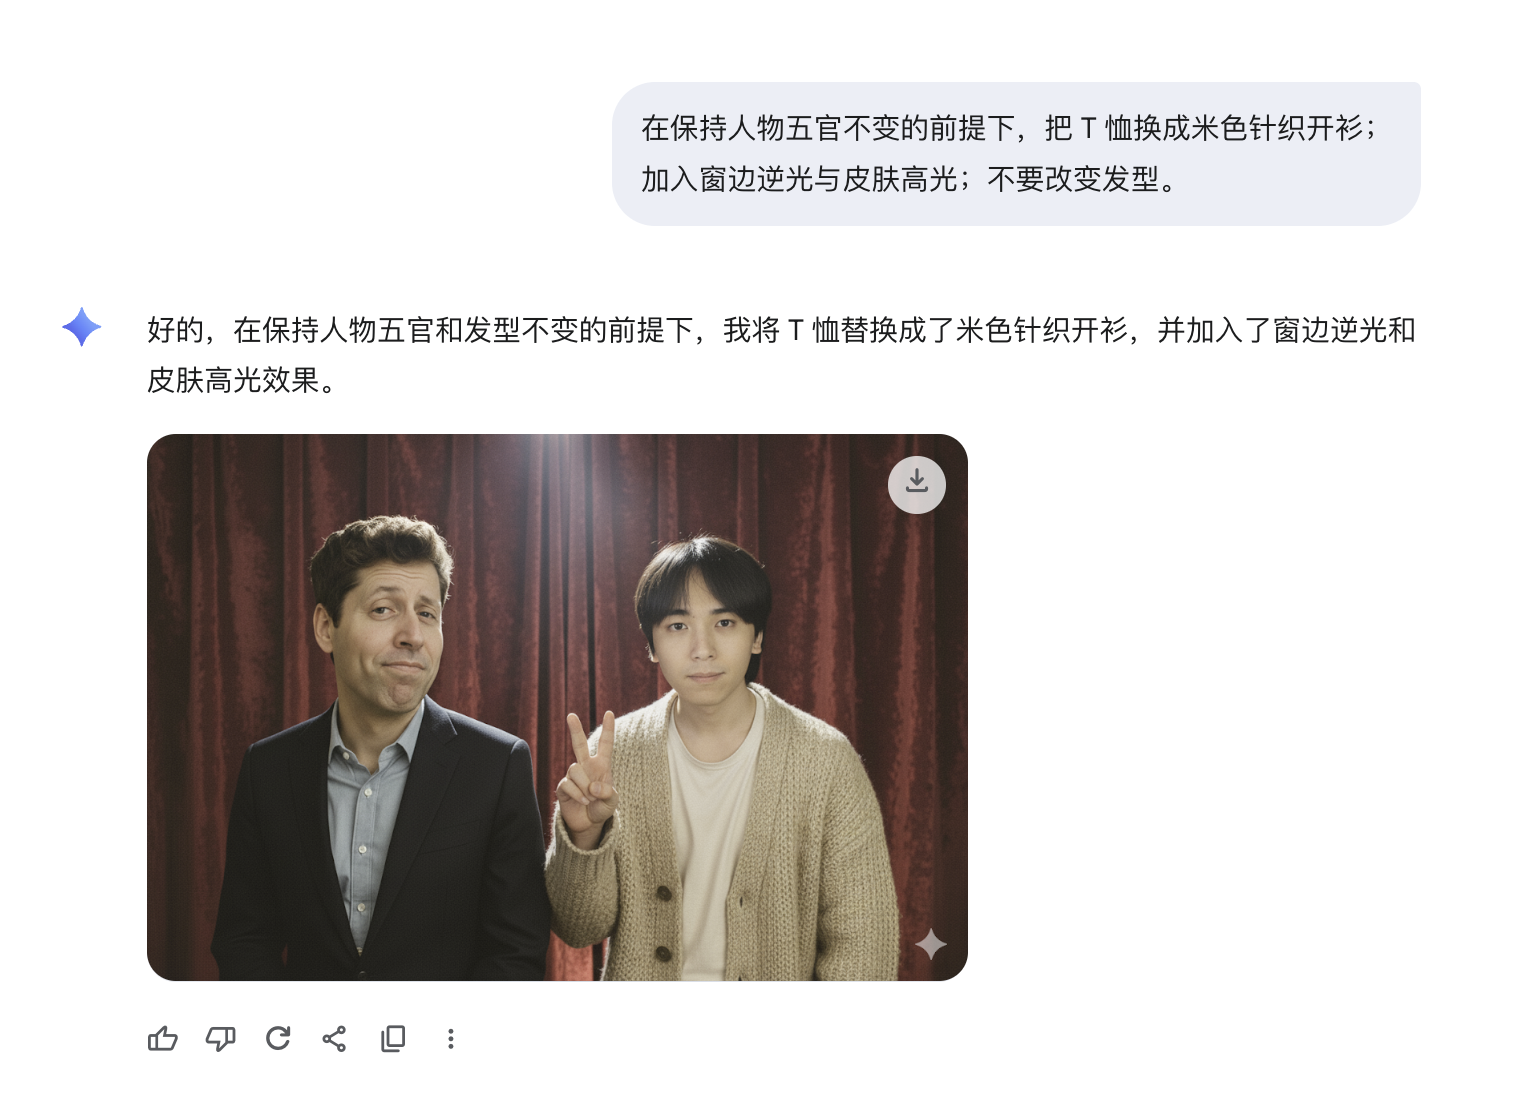 在保持人物五官不变的前提下，把 T 恤换成米色针织开衫；
加入窗边逆光与皮肤高光；不要改变发型。
好的，在保持人物五官和发型不变的前提下，我将 T 恤替换成了米色针织开衫，并加入了窗边逆光和
皮肤高光效果。